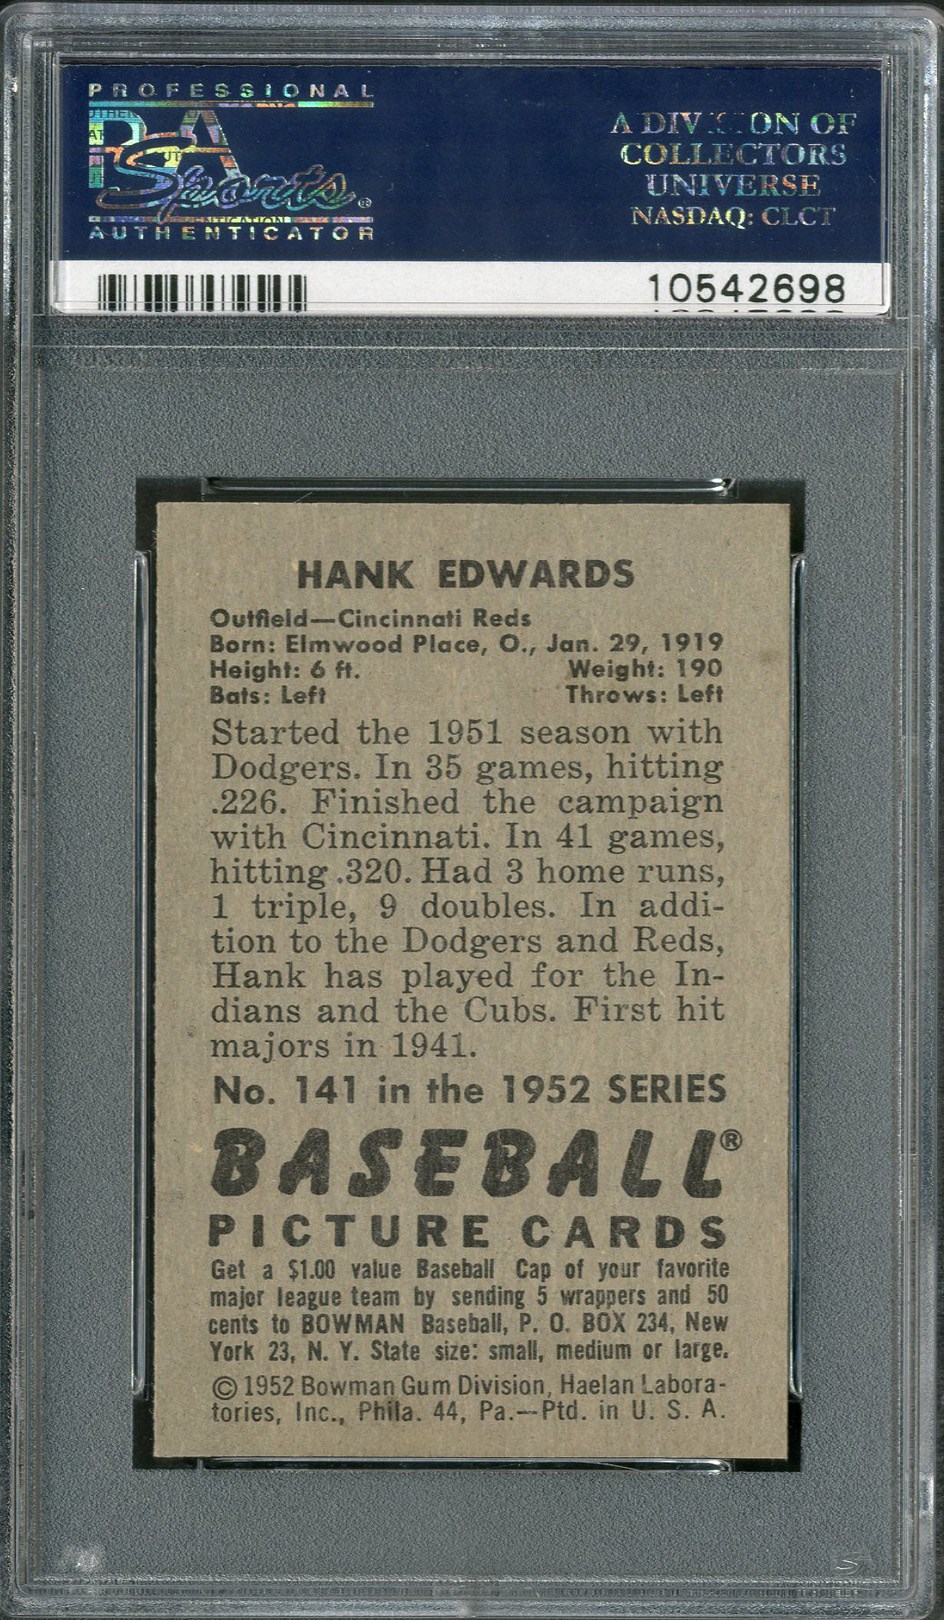 PROFESSIONAL
PSA
Sports®
AUTHENTICATOR
A DIVISION OF
COLLECTORS
UNIVERSE
NASDAQ: CLCT
10542698
HANK EDWARDS
Outfield—Cincinnati Reds
Born: Elmwood Place, O., Jan. 29, 1919
Height: 6 ft. Weight: 190
Bats: Left Throws: Left
Started the 1951 season with
Dodgers. In 35 games, hitting
.226. Finished the campaign
with Cincinnati. In 41 games,
hitting .320. Had 3 home runs,
1 triple, 9 doubles. In addi-
tion to the Dodgers and Reds,
Hank has played for the In-
dians and the Cubs. First hit
majors in 1941.
No. 141 in the 1952 SERIES
BASEBALL®
PICTURE CARDS
Get a $1.00 value Baseball Cap of your favorite
major league team by sending 5 wrappers and 50
cents to BOWMAN Baseball, P. O. BOX 234, New
York 23, N. Y. State size: small, medium or large.
© 1952 Bowman Gum Division, Haelan Labora-
tories, Inc., Phila. 44, Pa.—Ptd. in U. S. A.